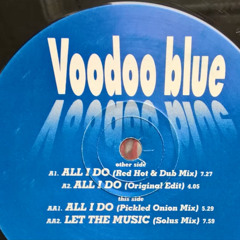 Voodoo blue
Voodoo blue
other side
A1. ALL I DO (Red Hot & Dub Mix) 7.27
A2. ALL I DO (Original Edit) 4.05
this side
AA1. ALL I DO (Pickled Onion Mix) 5.29
AA2. LET THE MUSIC (Solus Mix) 7.59